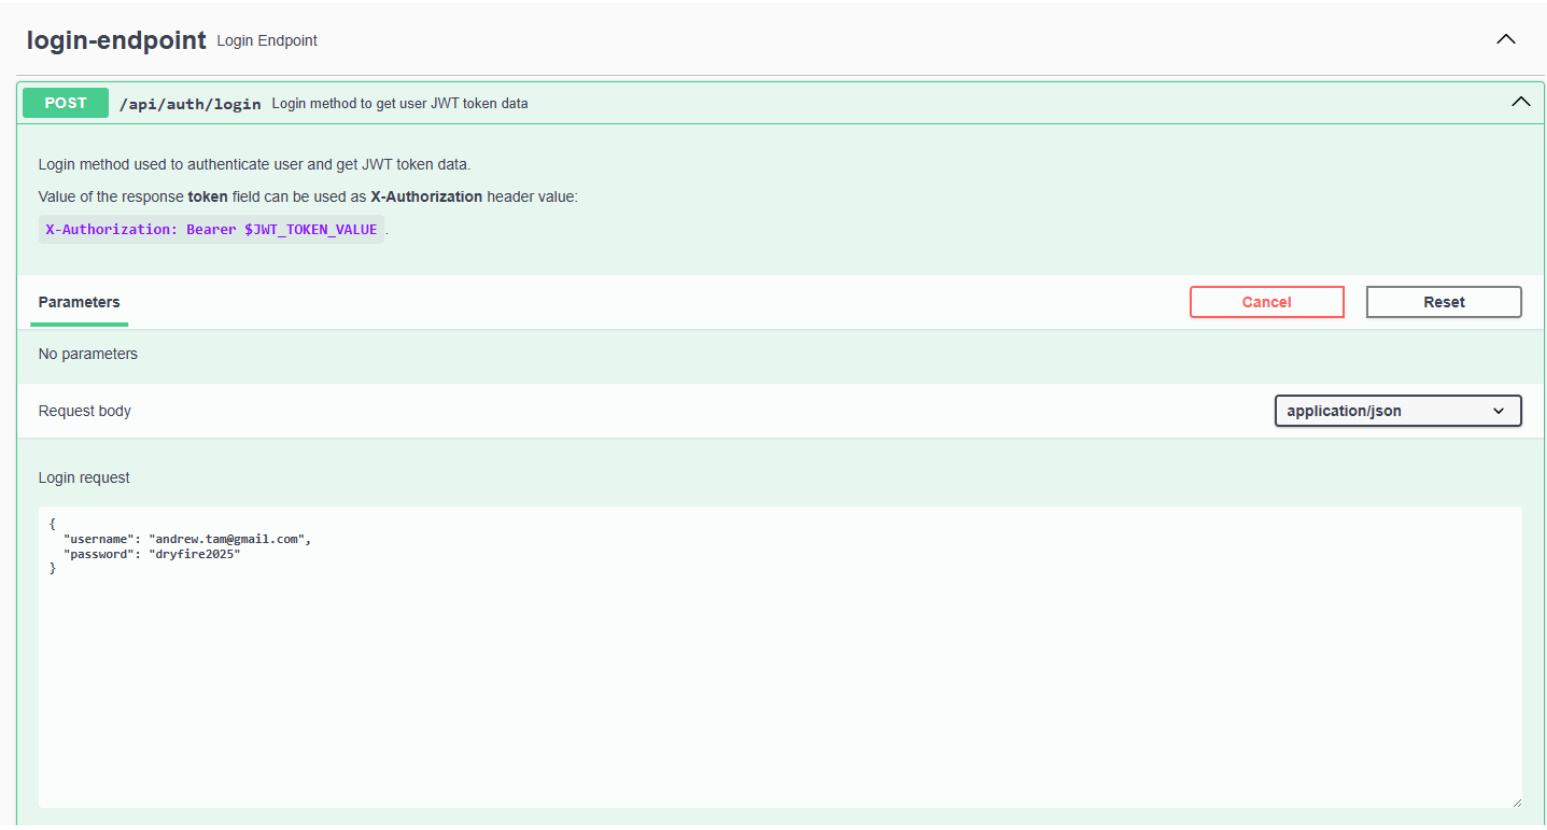 login-endpoint Login Endpoint
POST /api/auth/login Login method to get user JWT token data
Login method used to authenticate user and get JWT token data.
Value of the response token field can be used as X-Authorization header value:
X-Authorization: Bearer $JWT_TOKEN_VALUE .
Parameters Cancel Reset
No parameters
Request body application/json
Login request
{
  "username": "andrew.tam@gmail.com",
  "password": "dryfire2025"
}